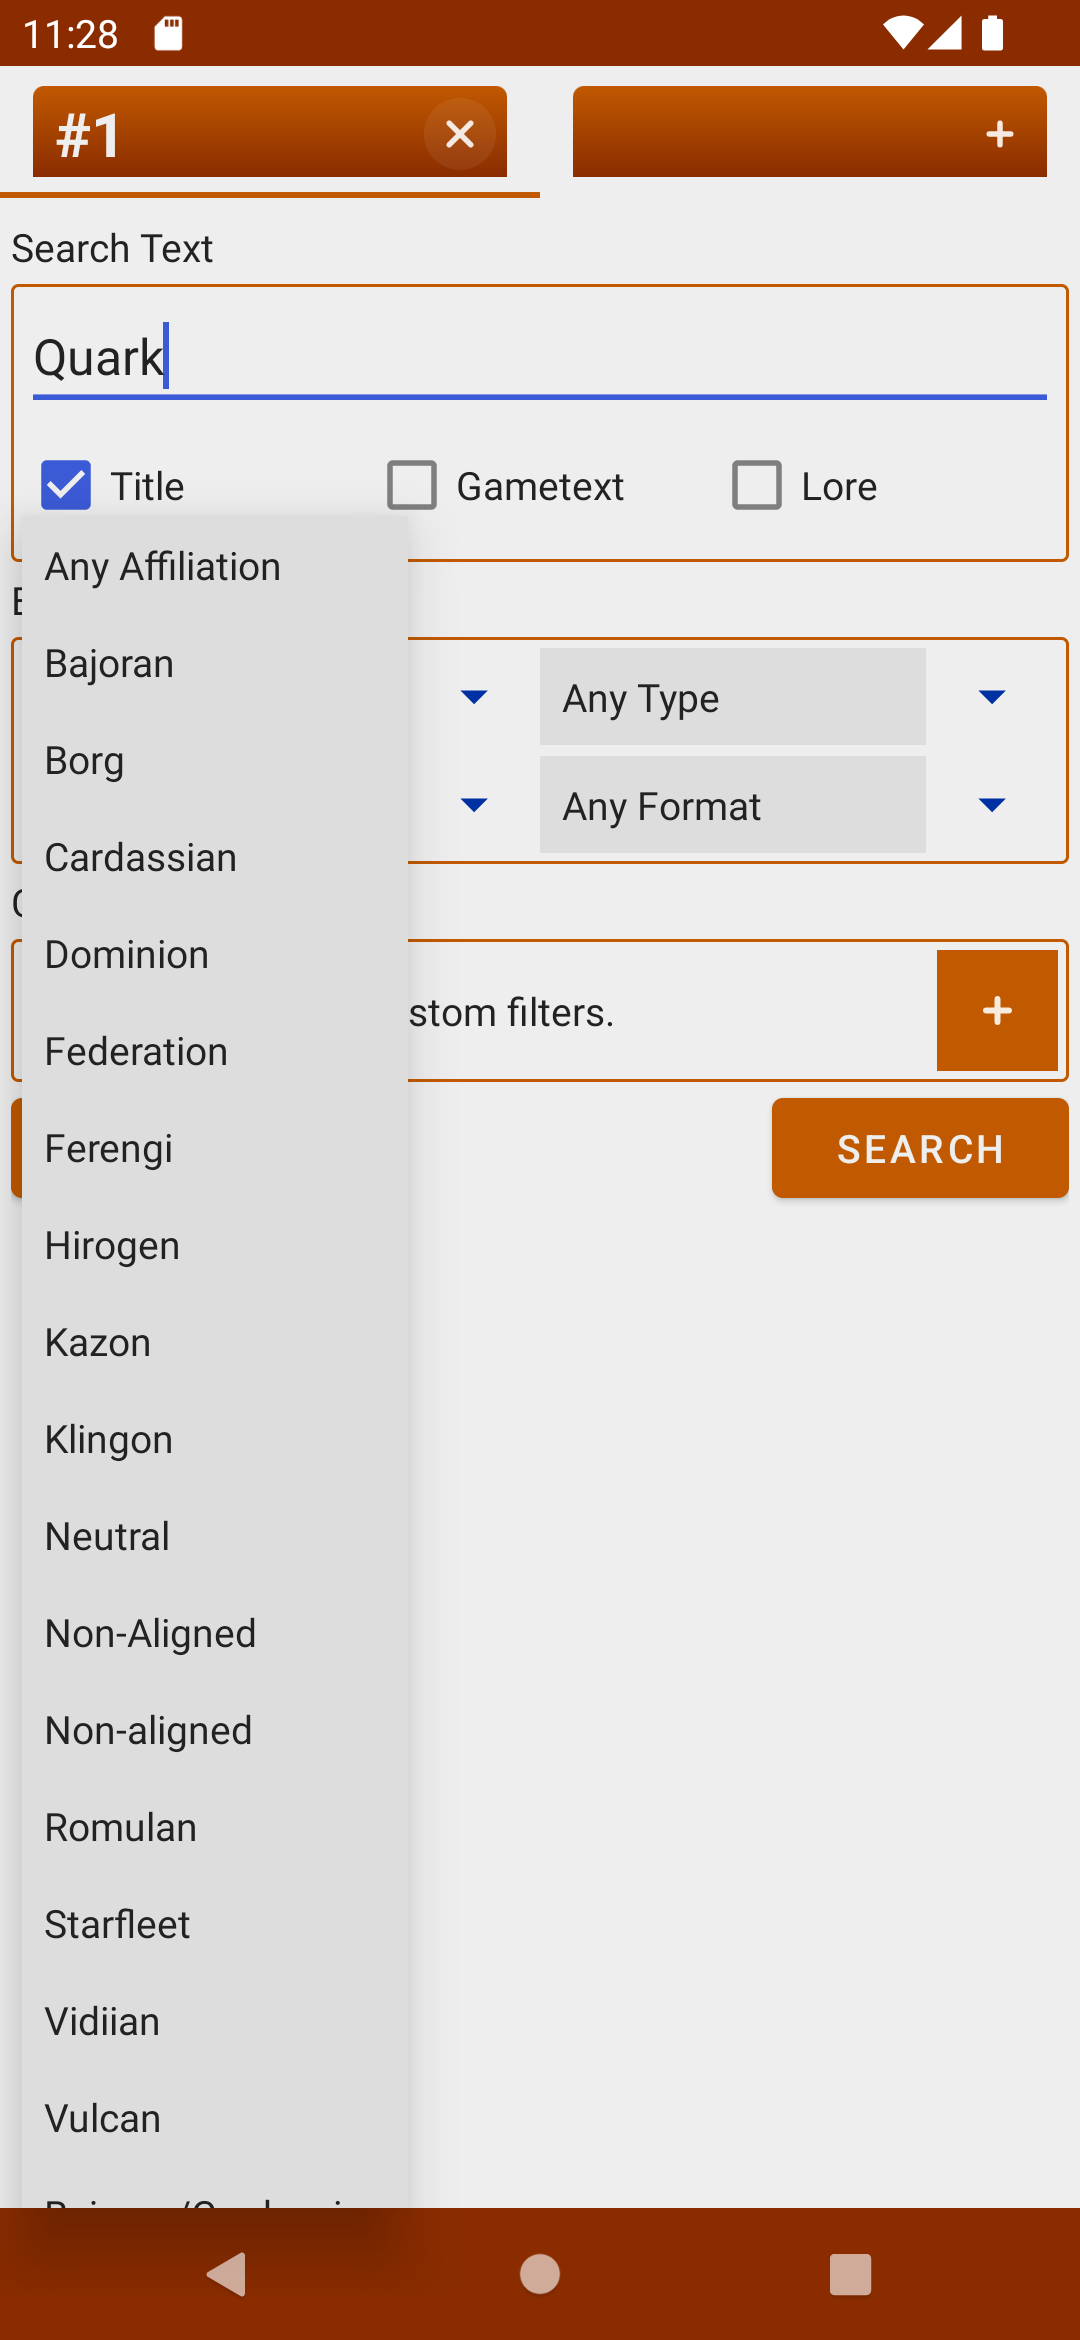 11:28
#1
Search Text
Quark
Title Gametext Lore
Any Affiliation
Bajoran
Any Type
Borg
Any Format
Cardassian
Dominion
stom filters.
Federation
Ferengi
SEARCH
Hirogen
Kazon
Klingon
Neutral
Non-Aligned
Non-aligned
Romulan
Starfleet
Vidiian
Vulcan